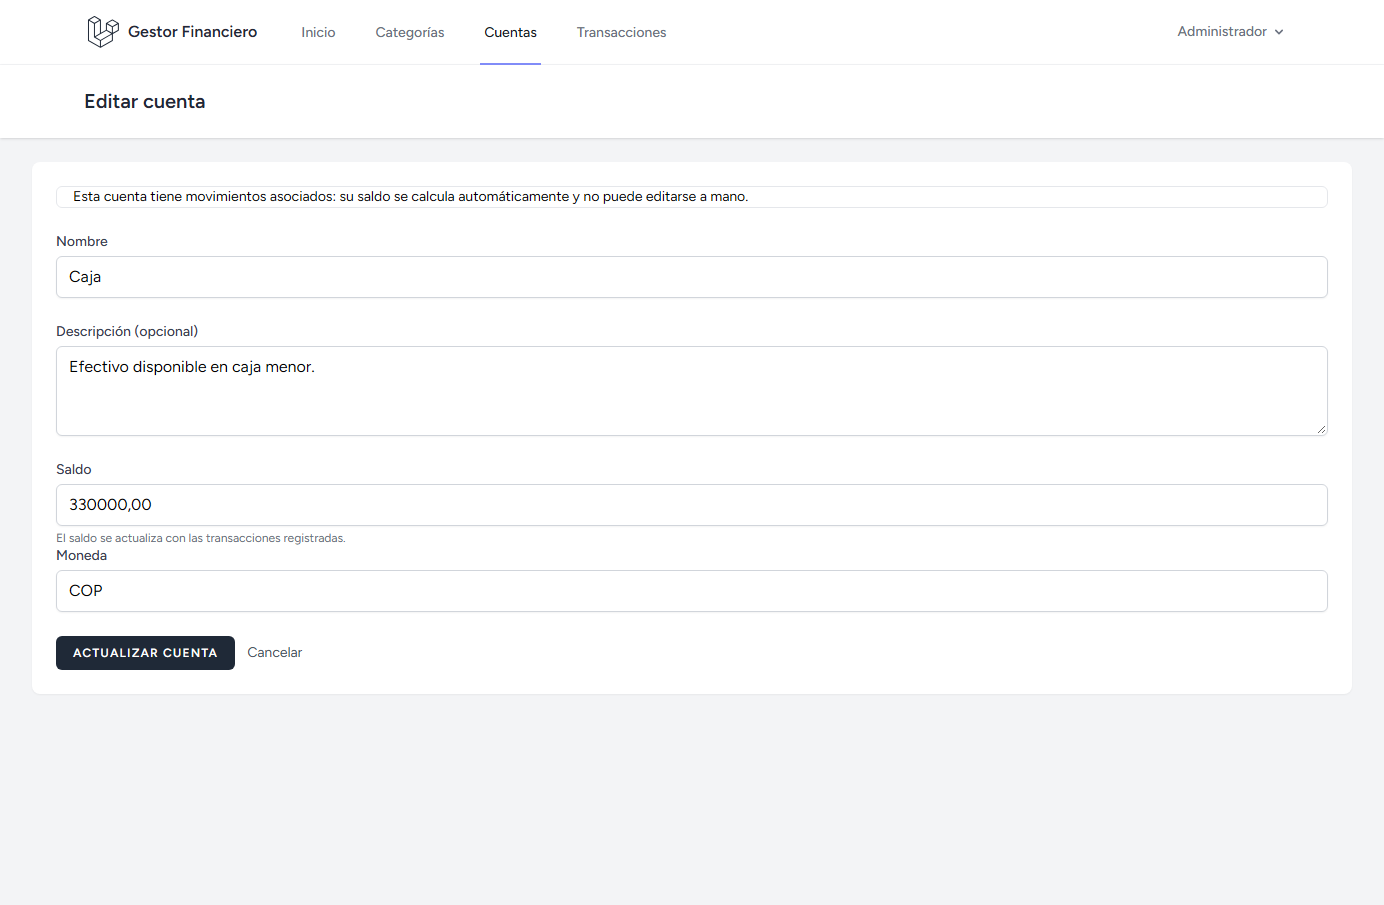 Gestor Financiero Inicio Categorías Cuentas Transacciones Administrador
Editar cuenta
Esta cuenta tiene movimientos asociados: su saldo se calcula automáticamente y no puede editarse a mano.
Nombre
Caja
Descripción (opcional)
Efectivo disponible en caja menor.
Saldo
330000,00
El saldo se actualiza con las transacciones registradas.
Moneda
COP
ACTUALIZAR CUENTA Cancelar